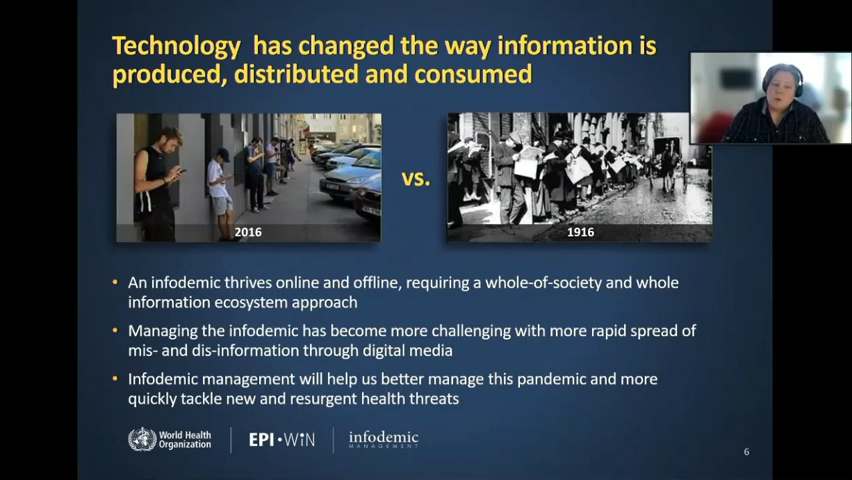 Technology has changed the way information is
produced, distributed and consumed
vs.
2016
1916
• An infodemic thrives online and offline, requiring a whole-of-society and whole
information ecosystem approach
• Managing the infodemic has become more challenging with more rapid spread of
mis- and dis-information through digital media
• Infodemic management will help us better manage this pandemic and more
quickly tackle new and resurgent health threats
World Health
Organization
EPI•WiN
infodemic
MANAGEMENT
6